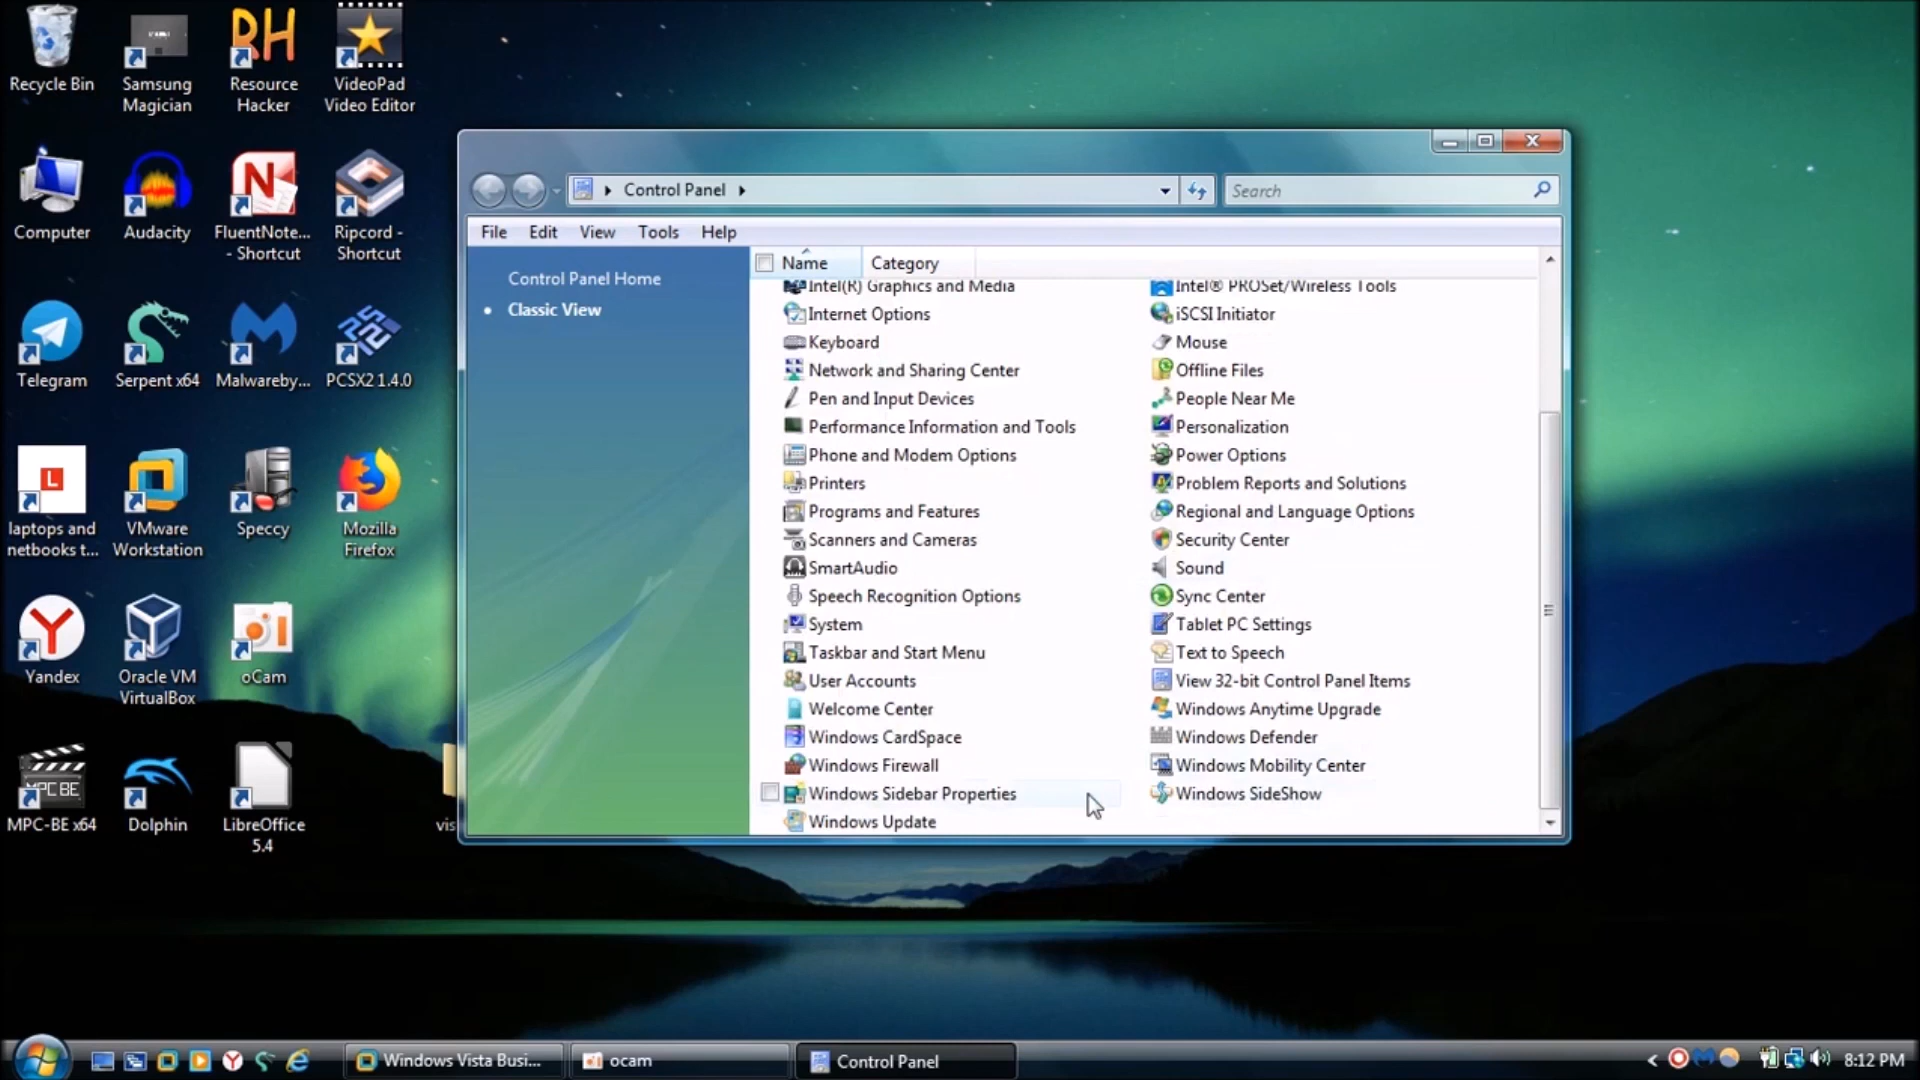 Recycle Bin
Samsung
Magician
RH
Resource
Hacker
VideoPad
Video Editor
Computer
Audacity
N
FluentNote...
- Shortcut
Ripcord -
Shortcut
Telegram
Serpent x64
Malwareby...
PCSX2 1.4.0
L
laptops and
netbooks t...
VMware
Workstation
Speccy
Mozilla
Firefox
Y
Yandex
Oracle VM
VirtualBox
oCam
MPC BE
MPC-BE x64
Dolphin
LibreOffice
5.4
vis
Control Panel
Search
File Edit View Tools Help
Control Panel Home
Classic View
Name Category
Intel(R) Graphics and Media
Intel® PROSet/Wireless Tools
Internet Options
iSCSI Initiator
Keyboard
Mouse
Network and Sharing Center
Offline Files
Pen and Input Devices
People Near Me
Performance Information and Tools
Personalization
Phone and Modem Options
Power Options
Printers
Problem Reports and Solutions
Programs and Features
Regional and Language Options
Scanners and Cameras
Security Center
SmartAudio
Sound
Speech Recognition Options
Sync Center
System
Tablet PC Settings
Taskbar and Start Menu
Text to Speech
User Accounts
View 32-bit Control Panel Items
Welcome Center
Windows Anytime Upgrade
Windows CardSpace
Windows Defender
Windows Firewall
Windows Mobility Center
Windows Sidebar Properties
Windows SideShow
Windows Update
Windows Vista Busi...
ocam
Control Panel
8:12 PM